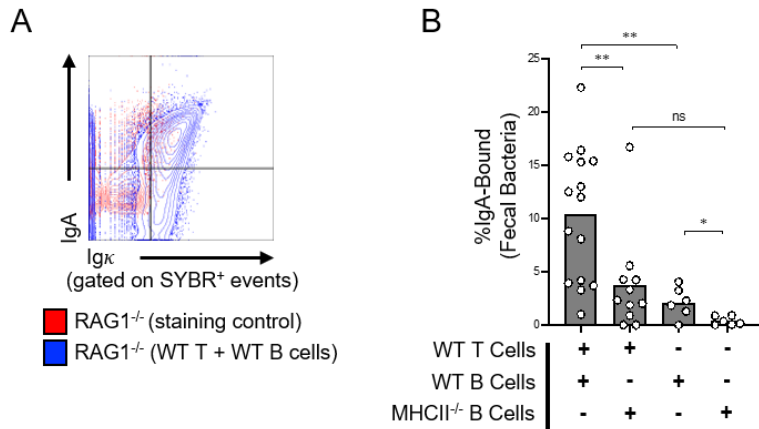 A
IgA
Igκ
(gated on SYBR⁺ events)
RAG1⁻/⁻ (staining control)
RAG1⁻/⁻ (WT T + WT B cells)
B
%IgA-Bound
(Fecal Bacteria)
25
20
15
10
5
0
**
**
ns
*
WT T Cells + + - -
WT B Cells + - + -
MHCII⁻/⁻ B Cells - + - +